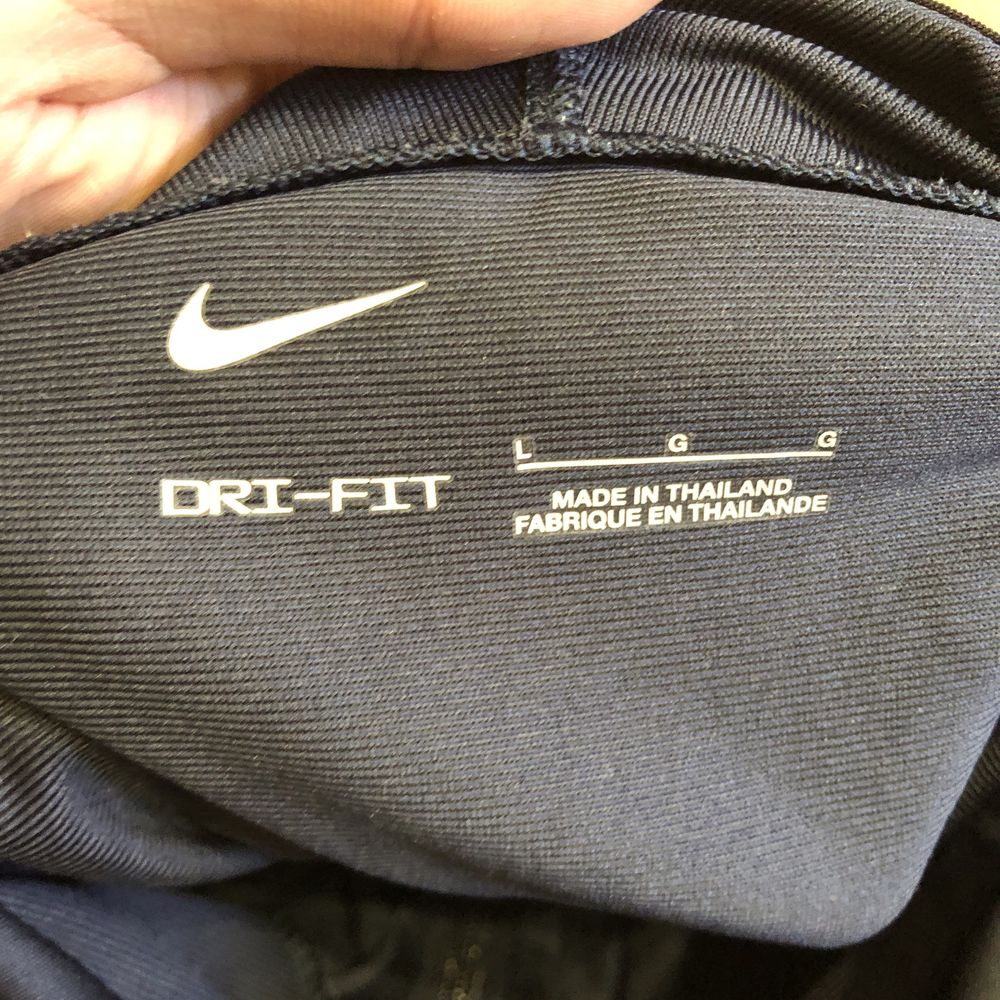 DRI-FIT
L G G
MADE IN THAILAND
FABRIQUE EN THAILANDE